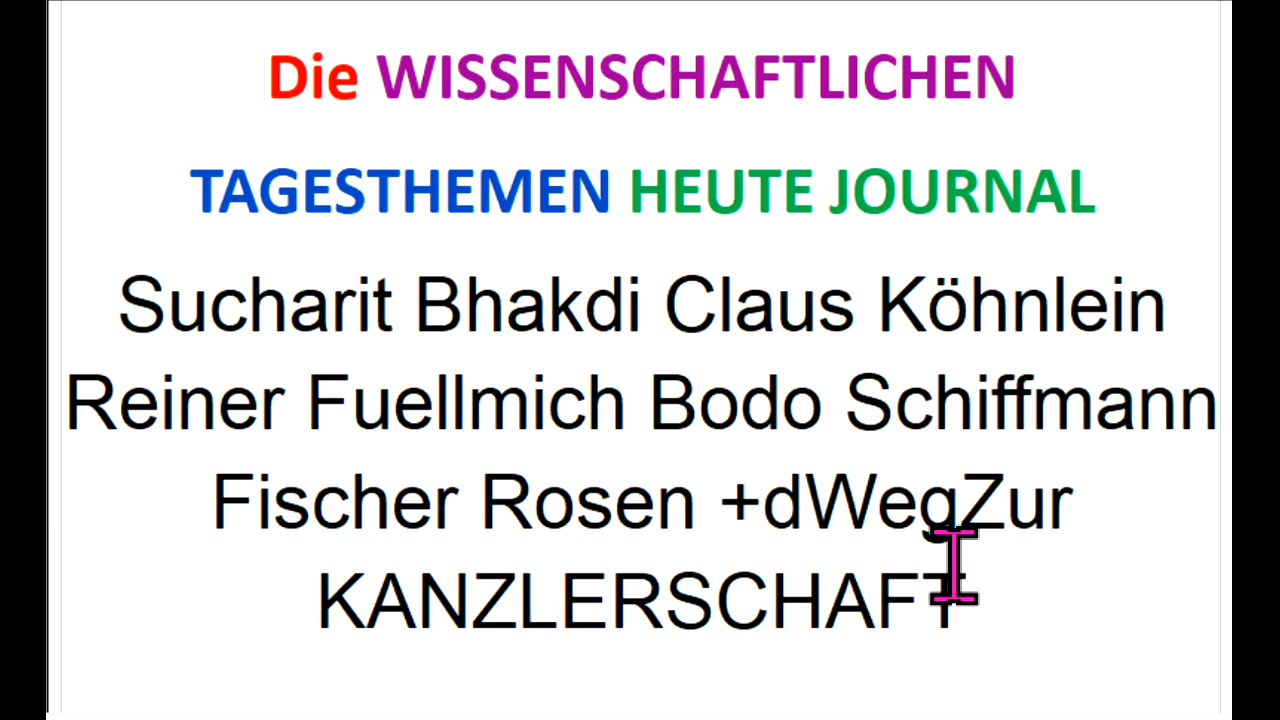 Die WISSENSCHAFTLICHEN
TAGESTHEMEN HEUTE JOURNAL
Sucharit Bhakdi Claus Köhnlein
Reiner Fuellmich Bodo Schiffmann
Fischer Rosen +dWegZur
KANZLERSCHAFT